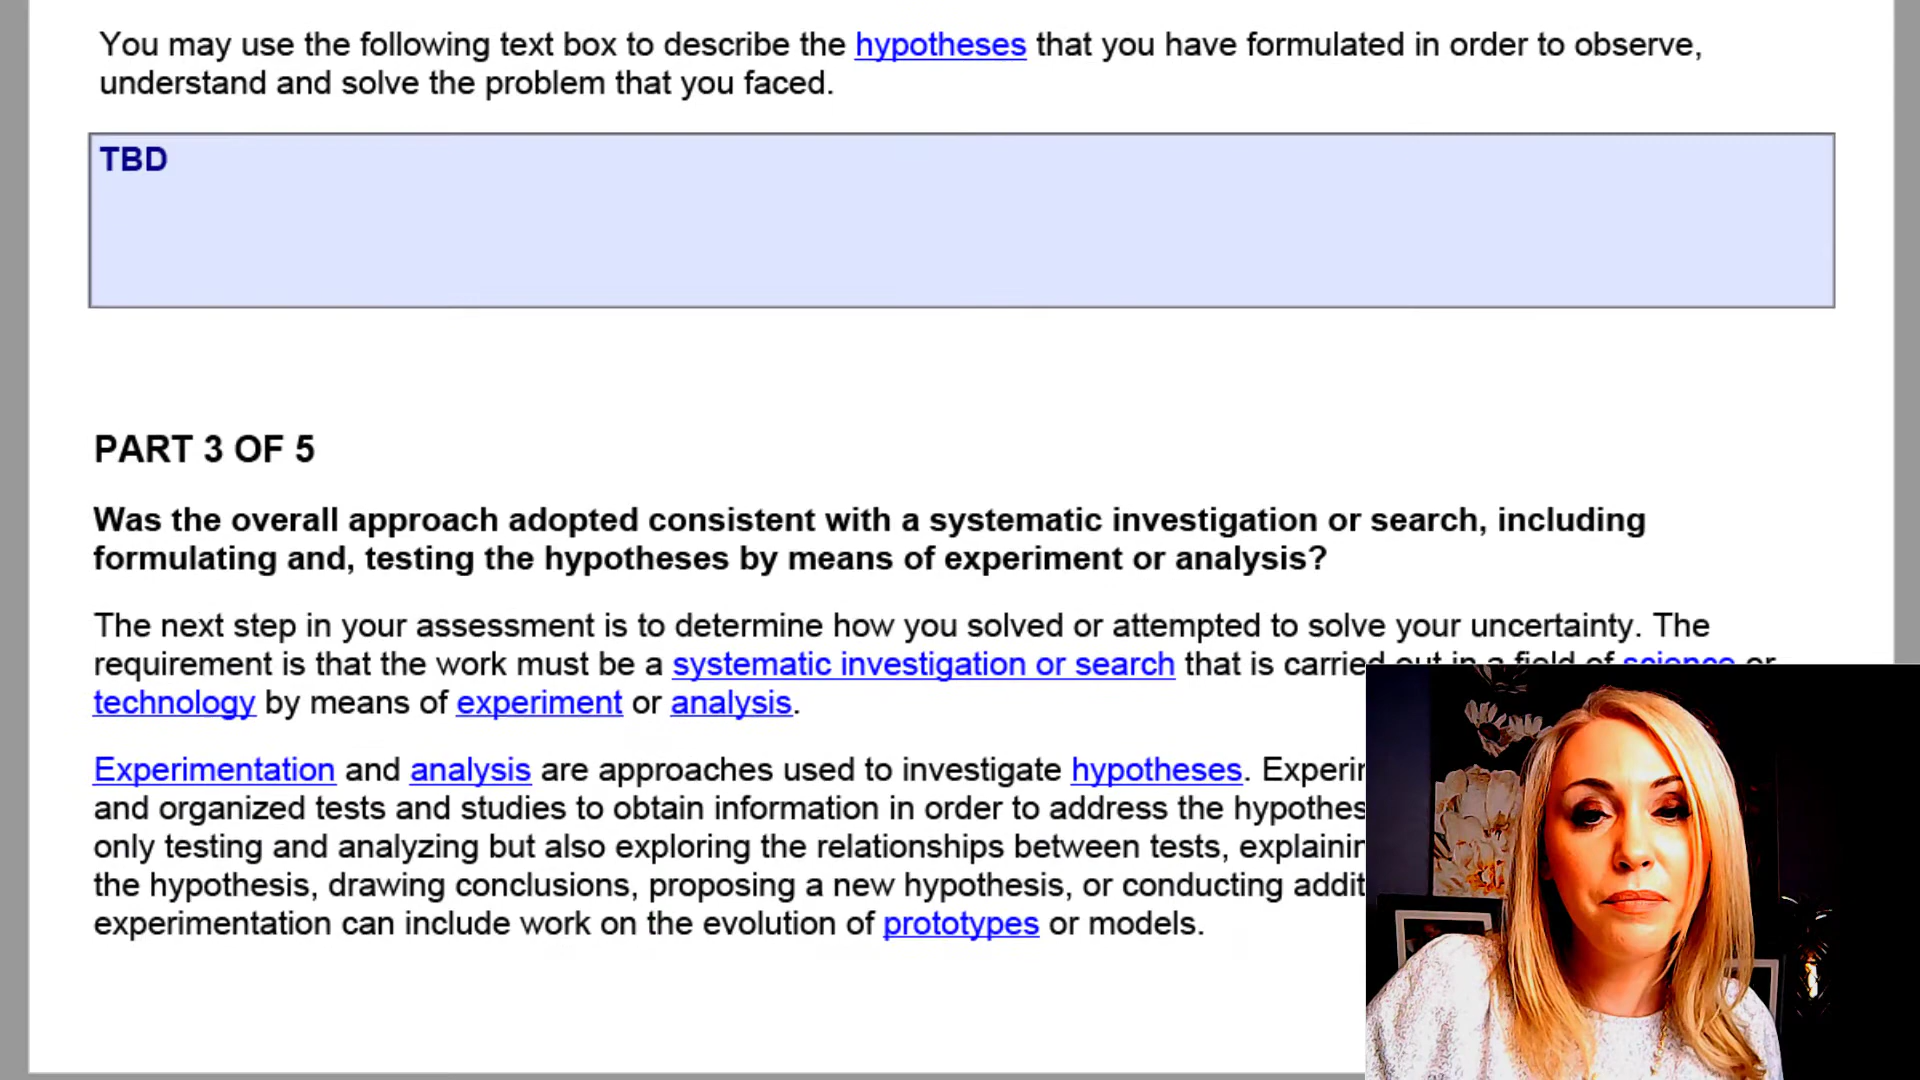 You may use the following text box to describe the hypotheses that you have formulated in order to observe,
understand and solve the problem that you faced.
TBD
PART 3 OF 5
Was the overall approach adopted consistent with a systematic investigation or search, including
formulating and, testing the hypotheses by means of experiment or analysis?
The next step in your assessment is to determine how you solved or attempted to solve your uncertainty. The
requirement is that the work must be a systematic investigation or search that is carried out in a field of science or
technology by means of experiment or analysis.
Experimentation and analysis are approaches used to investigate hypotheses.
and organized tests and studies to obtain information in order to address the
only testing and analyzing but also exploring the relationships between tests,
the hypothesis, drawing conclusions, proposing a new hypothesis, or conducting
experimentation can include work on the evolution of prototypes or models.